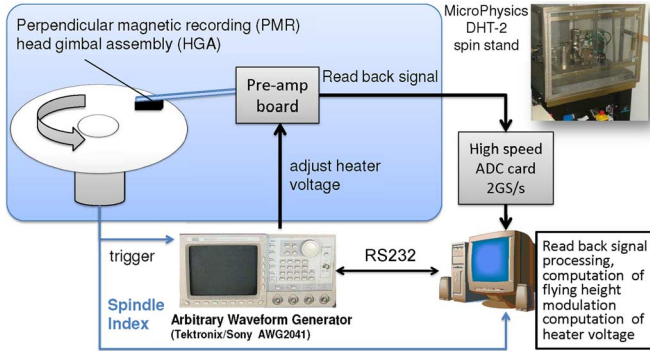 Perpendicular magnetic recording (PMR)
head gimbal assembly (HGA)
MicroPhysics
DHT-2
spin stand
Pre-amp
board
Read back signal
adjust heater
voltage
High speed
ADC card
2GS/s
trigger
RS232
Spindle
Index
Arbitrary Waveform Generator
(Tektronix/Sony AWG2041)
Read back signal
processing,
computation of
flying height
modulation
computation of
heater voltage